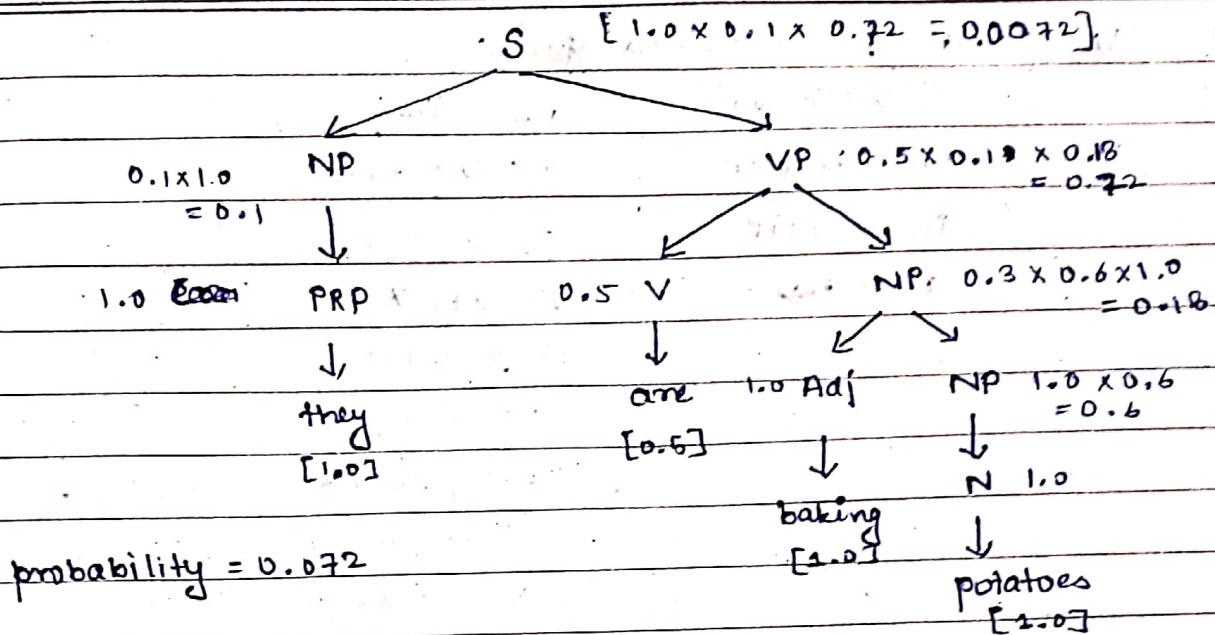 S [1.0 x 0.1 x 0.72 = 0.0072].
NP
0.1x1.0
= 0.1
VP : 0.5 x 0.1 x 0.18
= 0.72
1.0 PRP
0.5 V
NP. 0.3 x 0.6x1.0
= 0.18
they
[1.0]
are
[0.5]
1.0 Adj
NP 1.0 x 0.6
= 0.6
N 1.0
baking
[1.0]
potatoes
[1.0]
probability = 0.072